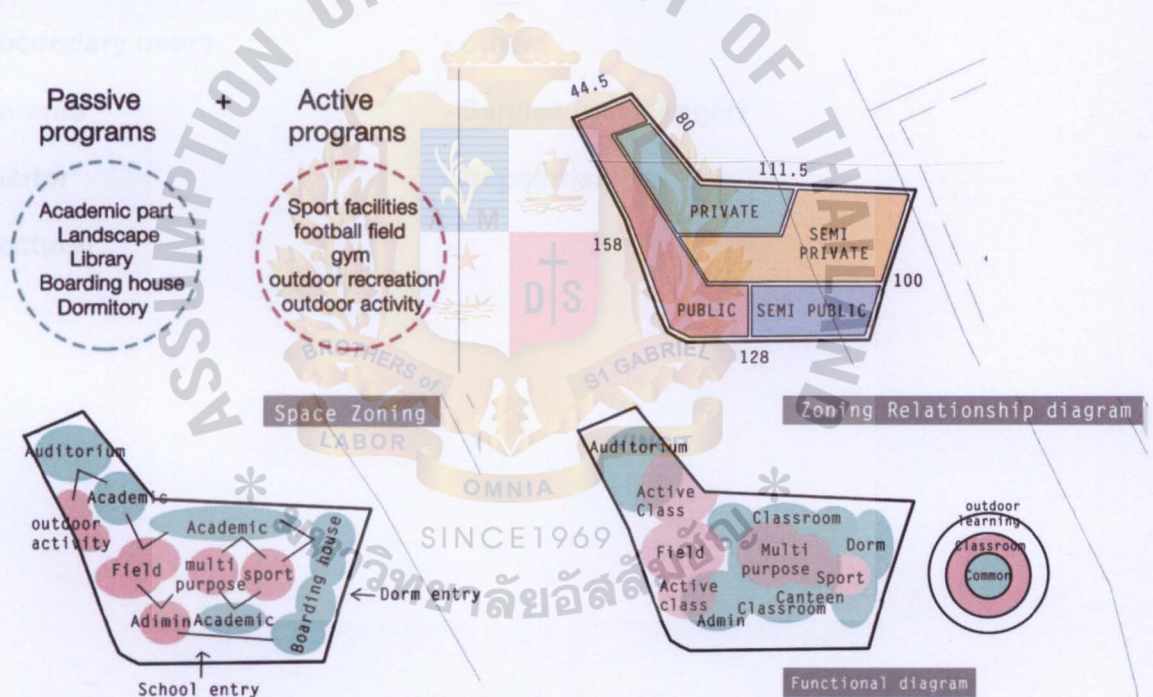 Passive
programs
+
Active
programs
Academic part
Landscape
Library
Boarding house
Dormitory
Sport facilities
football field
gym
outdoor recreation
outdoor activity
44.5
80
111.5
158
100
128
PRIVATE
SEMI
PRIVATE
PUBLIC
SEMI PUBLIC
Space Zoning
Zoning Relationship diagram
Auditorium
Academic
outdoor
activity
Academic
Field
multi
purpose
sport
Adimin
Academic
Boarding house
Dorm entry
School entry
Auditorium
Active
Class
Classroom
Field
Multi
purpose
Dorm
Sport
Active
class
Canteen
Admin
Classroom
outdoor
learning
Classroom
Common
Functional diagram
OF THAILAND
D S
BROTHERS of
ST GABRIEL
LABOR
OMNIA
VINCIT
SINCE1969